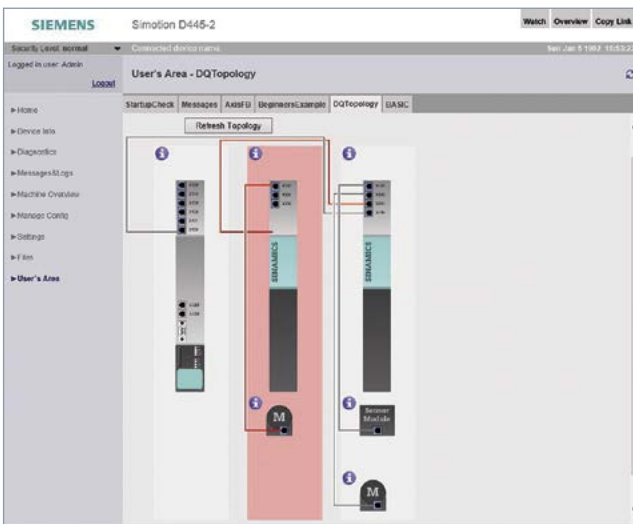 SIEMENS
Simotion D445-2
Watch Overview Copy Link
Security Level: normal
Connected device name
Logged in user: Admin
Logout
User's Area - DQTopology
StartupCheck Messages AxisFB BeginnersExample DQTopology BASIC
Refresh Topology
Home
Device Info
Diagnostics
Messages&Logs
Machine Overview
Manage Config
Settings
Files
User's Area
SINAMICS
SINAMICS
M
Sensor
Module
M